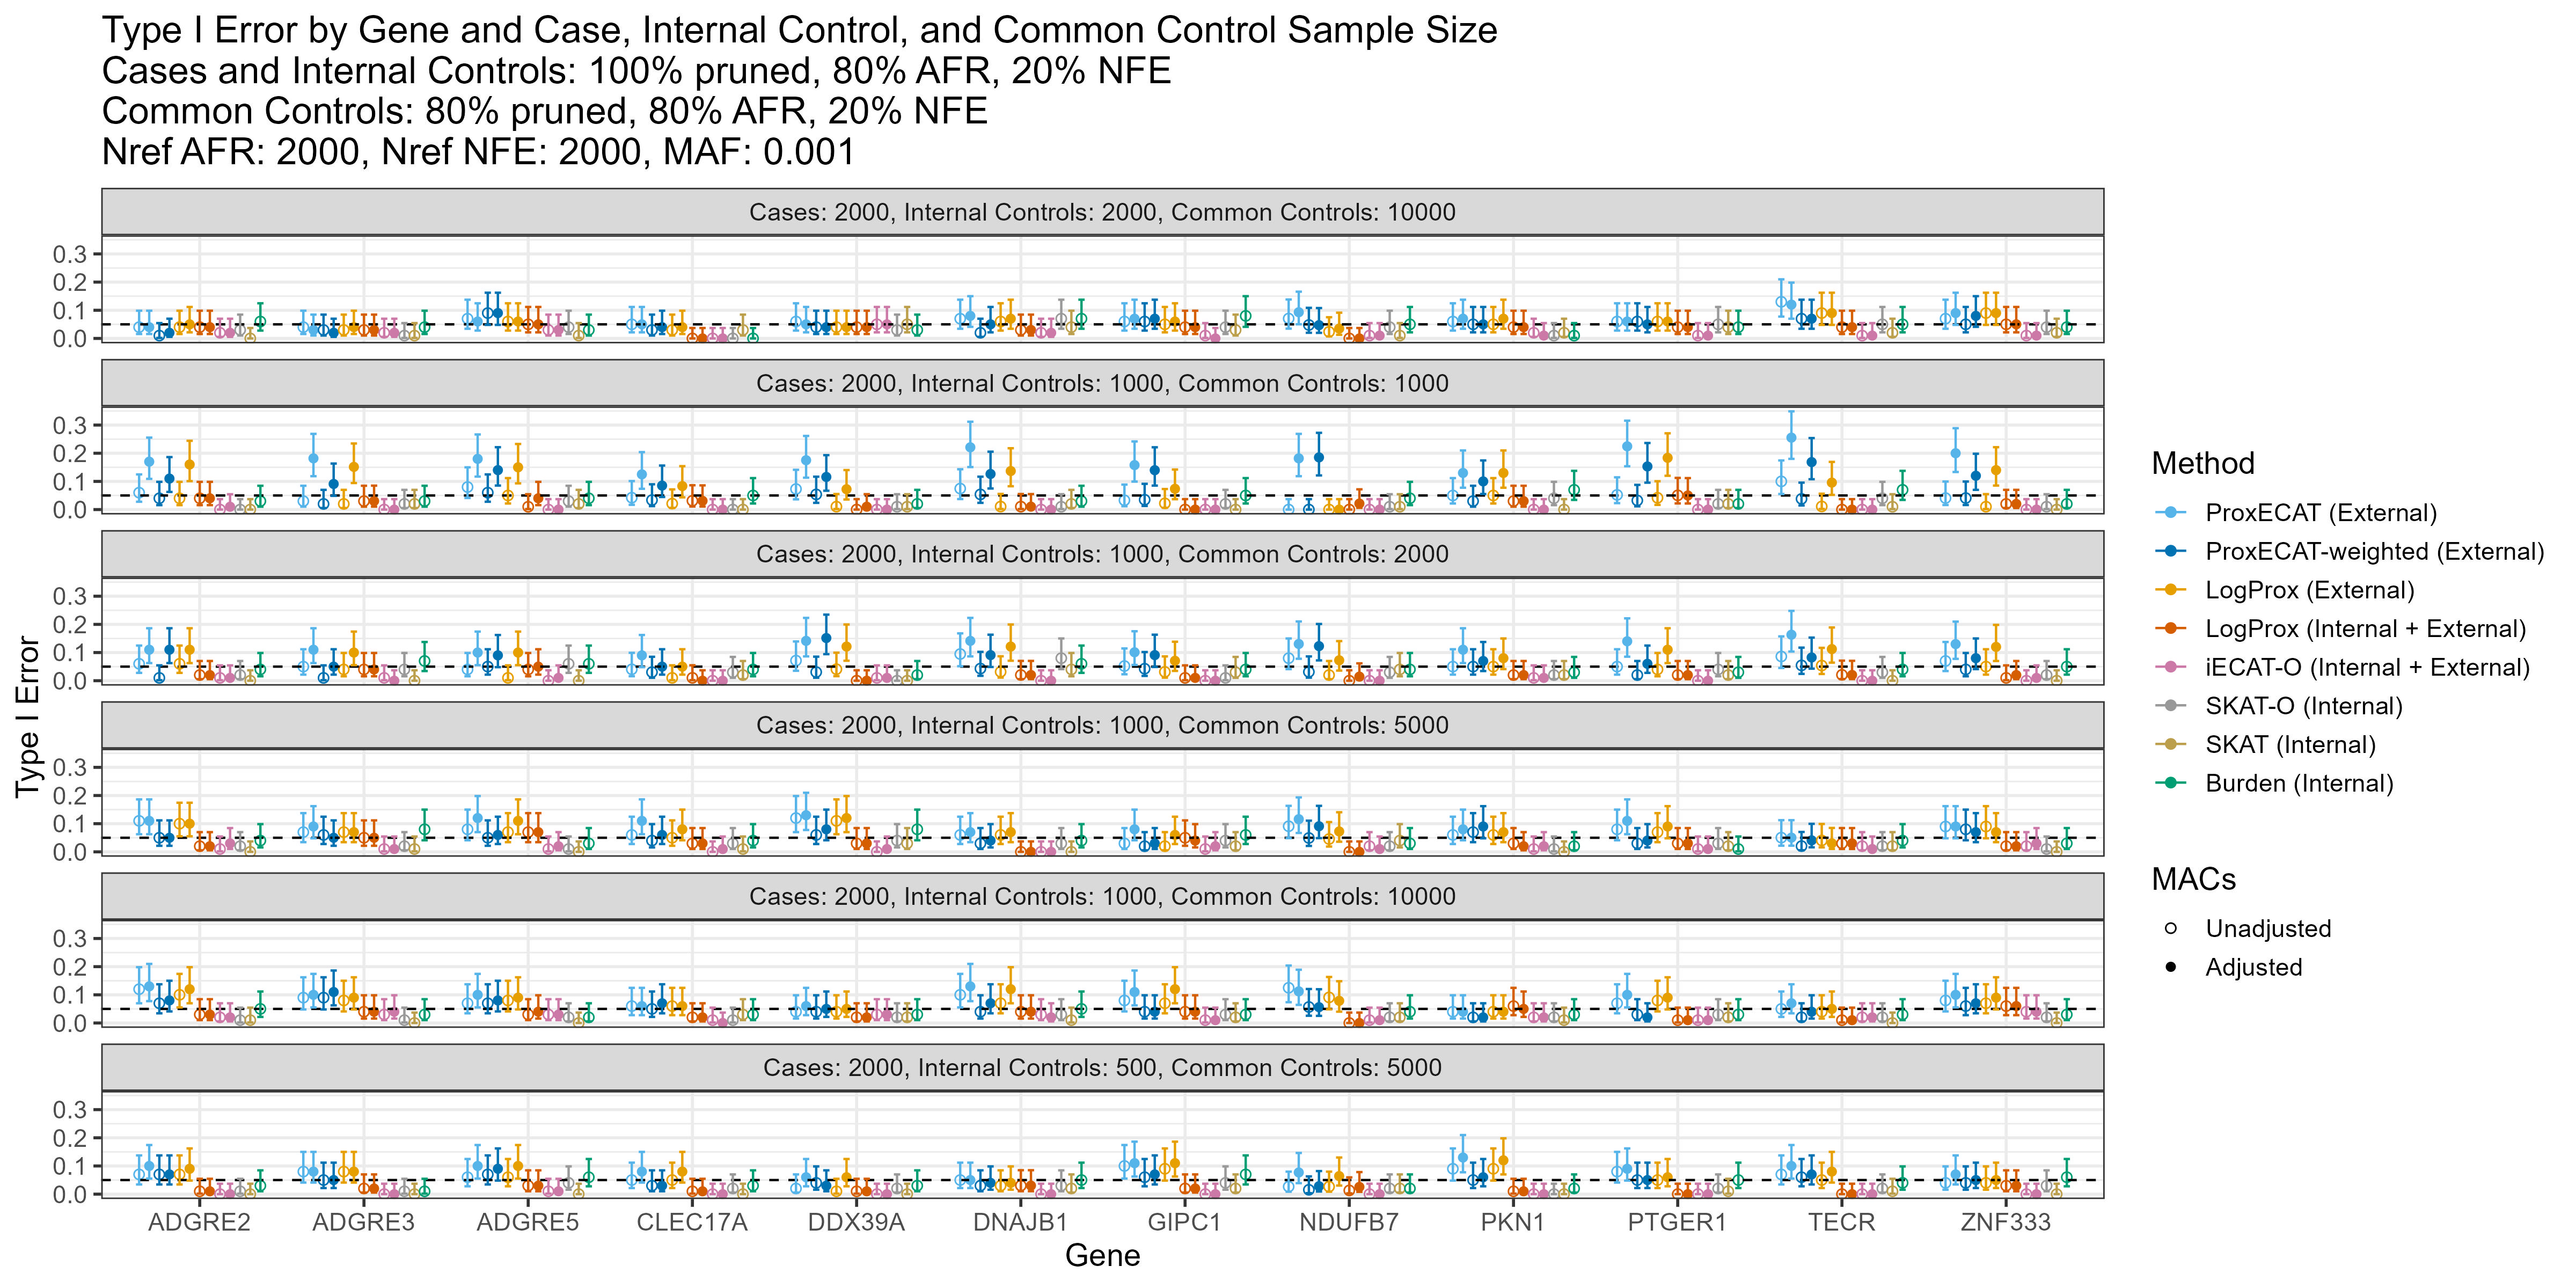 Type I Error by Gene and Case, Internal Control, and Common Control Sample Size
Cases and Internal Controls: 100% pruned, 80% AFR, 20% NFE
Common Controls: 80% pruned, 80% AFR, 20% NFE
Nref AFR: 2000, Nref NFE: 2000, MAF: 0.001
Cases: 2000, Internal Controls: 2000, Common Controls: 10000
0.3
0.2
0.1
0.0
Cases: 2000, Internal Controls: 1000, Common Controls: 1000
0.3
0.2
0.1
0.0
Cases: 2000, Internal Controls: 1000, Common Controls: 2000
0.3
0.2
0.1
0.0
Cases: 2000, Internal Controls: 1000, Common Controls: 5000
0.3
0.2
0.1
0.0
Cases: 2000, Internal Controls: 1000, Common Controls: 10000
0.3
0.2
0.1
0.0
Cases: 2000, Internal Controls: 500, Common Controls: 5000
0.3
0.2
0.1
0.0
Type I Error
ADGRE2 ADGRE3 ADGRE5 CLEC17A DDX39A DNAJB1 GIPC1 NDUFB7 PKN1 PTGER1 TECR ZNF333
Gene
Method
ProxECAT (External)
ProxECAT-weighted (External)
LogProx (External)
LogProx (Internal + External)
iECAT-O (Internal + External)
SKAT-O (Internal)
SKAT (Internal)
Burden (Internal)
MACs
Unadjusted
Adjusted